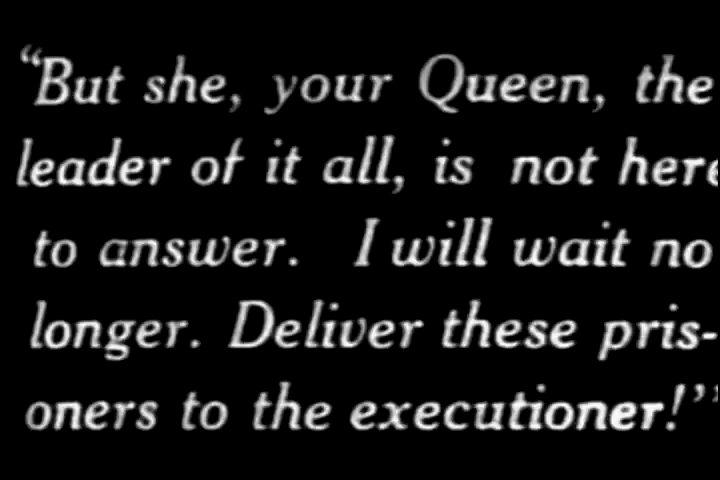 “But she, your Queen, the
leader of it all, is not here
to answer. I will wait no
longer. Deliver these pris-
oners to the executioner!”